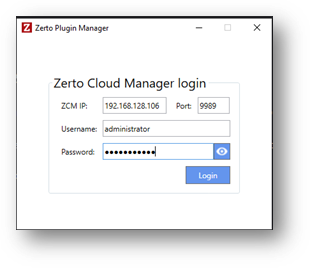 Z Zerto Plugin Manager
Zerto Cloud Manager login
ZCM IP: 192.168.128.106 Port: 9989
Username: administrator
Password: ●●●●●●●●●●●
Login